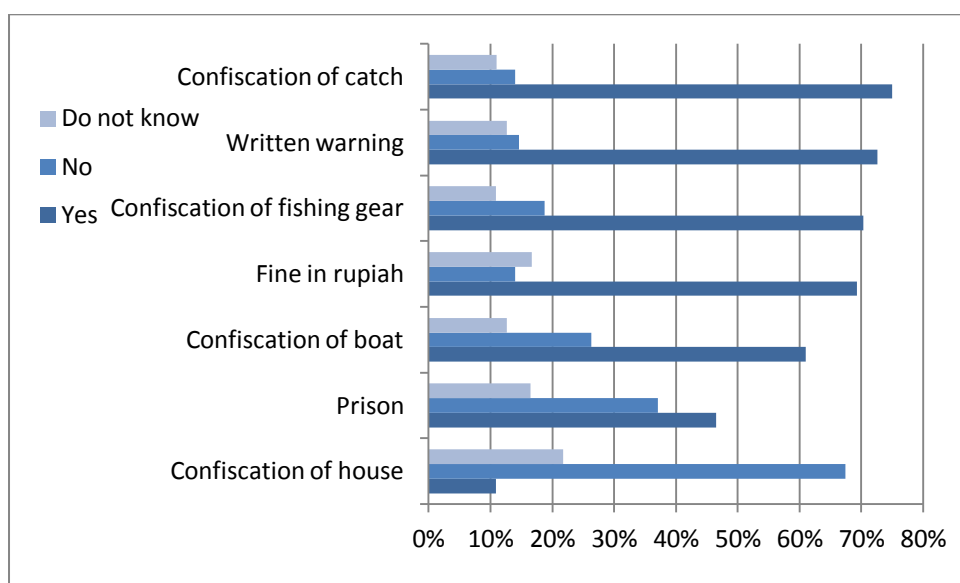 Confiscation of catch
Written warning
Confiscation of fishing gear
Fine in rupiah
Confiscation of boat
Prison
Confiscation of house
Do not know
No
Yes
0% 10% 20% 30% 40% 50% 60% 70% 80%